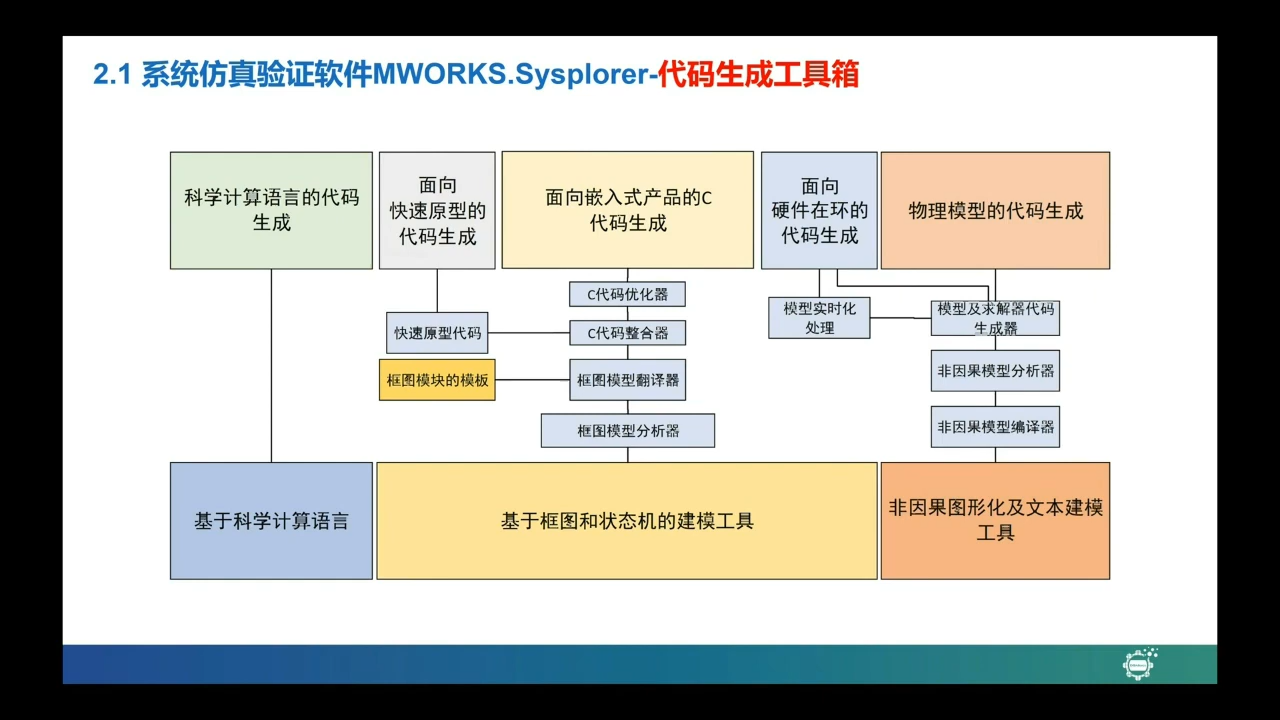 2.1 系统仿真验证软件MWORKS.Sysplorer-代码生成工具箱
科学计算语言的代码
生成
面向
快速原型的
代码生成
面向嵌入式产品的C
代码生成
面向
硬件在环的
代码生成
物理模型的代码生成
C代码优化器
模型实时化
处理
模型及求解器代码
生成器
快速原型代码
C代码整合器
框图模块的模板
框图模型翻译器
非因果模型分析器
框图模型分析器
非因果模型编译器
基于科学计算语言
基于框图和状态机的建模工具
非因果图形化及文本建模
工具